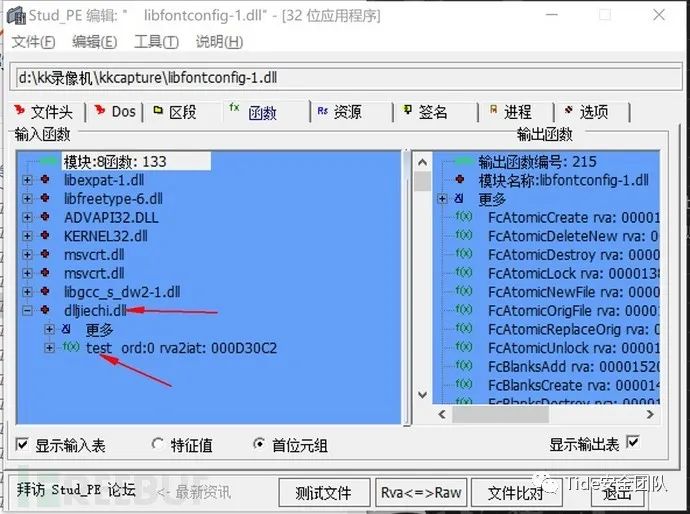 Stud_PE 编辑: " libfontconfig-1.dll" - [32 位应用程序]
文件(F) 编辑(E) 工具(T) 说明(H)
d:\kk录像机\kkcapture\libfontconfig-1.dll
文件头 Dos 区段 函数 资源 签名 进程 选项
输入函数
模块:8函数: 133
libexpat-1.dll
libfreetype-6.dll
ADVAPI32.DLL
KERNEL32.dll
msvcrt.dll
msvcrt.dll
libgcc_s_dw2-1.dll
dlljiechi.dll
更多
test ord:0 rva2iat: 000D30C2
输出函数
输出函数编号: 215
模块名称:libfontconfig-1.dll
更多
FcAtomicCreate rva: 00001
FcAtomicDeleteNew rva: 00
FcAtomicDestroy rva: 0000
FcAtomicLock rva: 0000138
FcAtomicNewFile rva: 0000
FcAtomicOrigFile rva: 0000
FcAtomicReplaceOrig rva: 0
FcAtomicUnlock rva: 00001
FcBlanksAdd rva: 00001520
FcBlanksCreate rva: 00014
FcBlanksDestroy rva: 0000
显示输入表 特征值 首位元组 显示输出表
拜访 Stud_PE 论坛 <- 最新资讯 测试文件 Rva<=>Raw 文件比对 退出
REEBUF
Tide安全团队